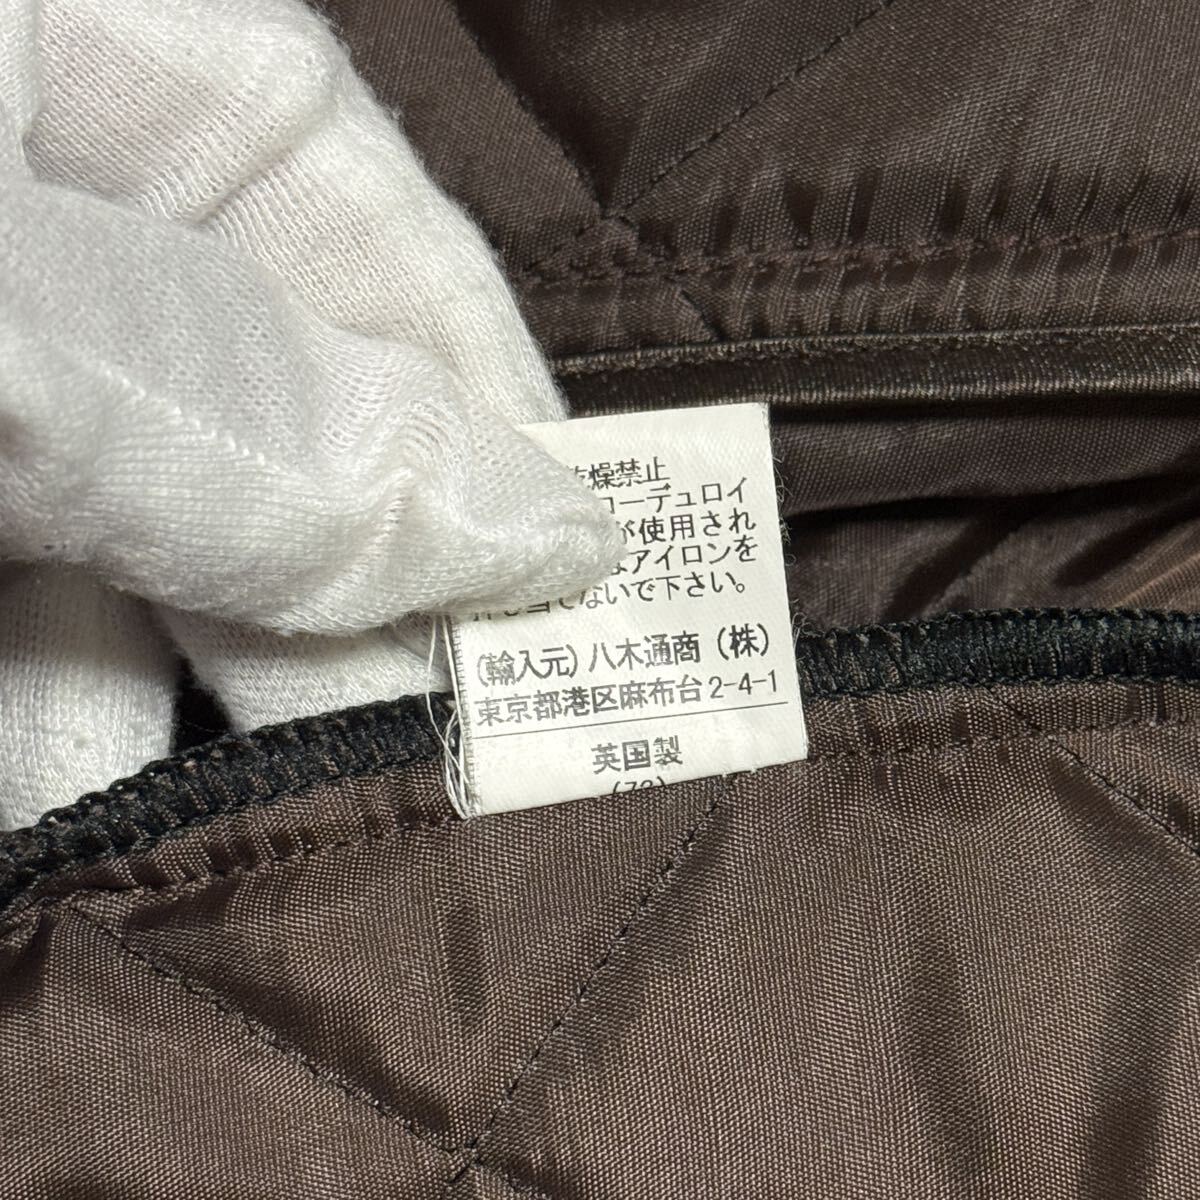 燥禁止
コーデュロイ
が使用され
アイロンを
ないで下さい。
(輸入元) 八木通商 (株)
東京都港区麻布台2-4-1
英国製